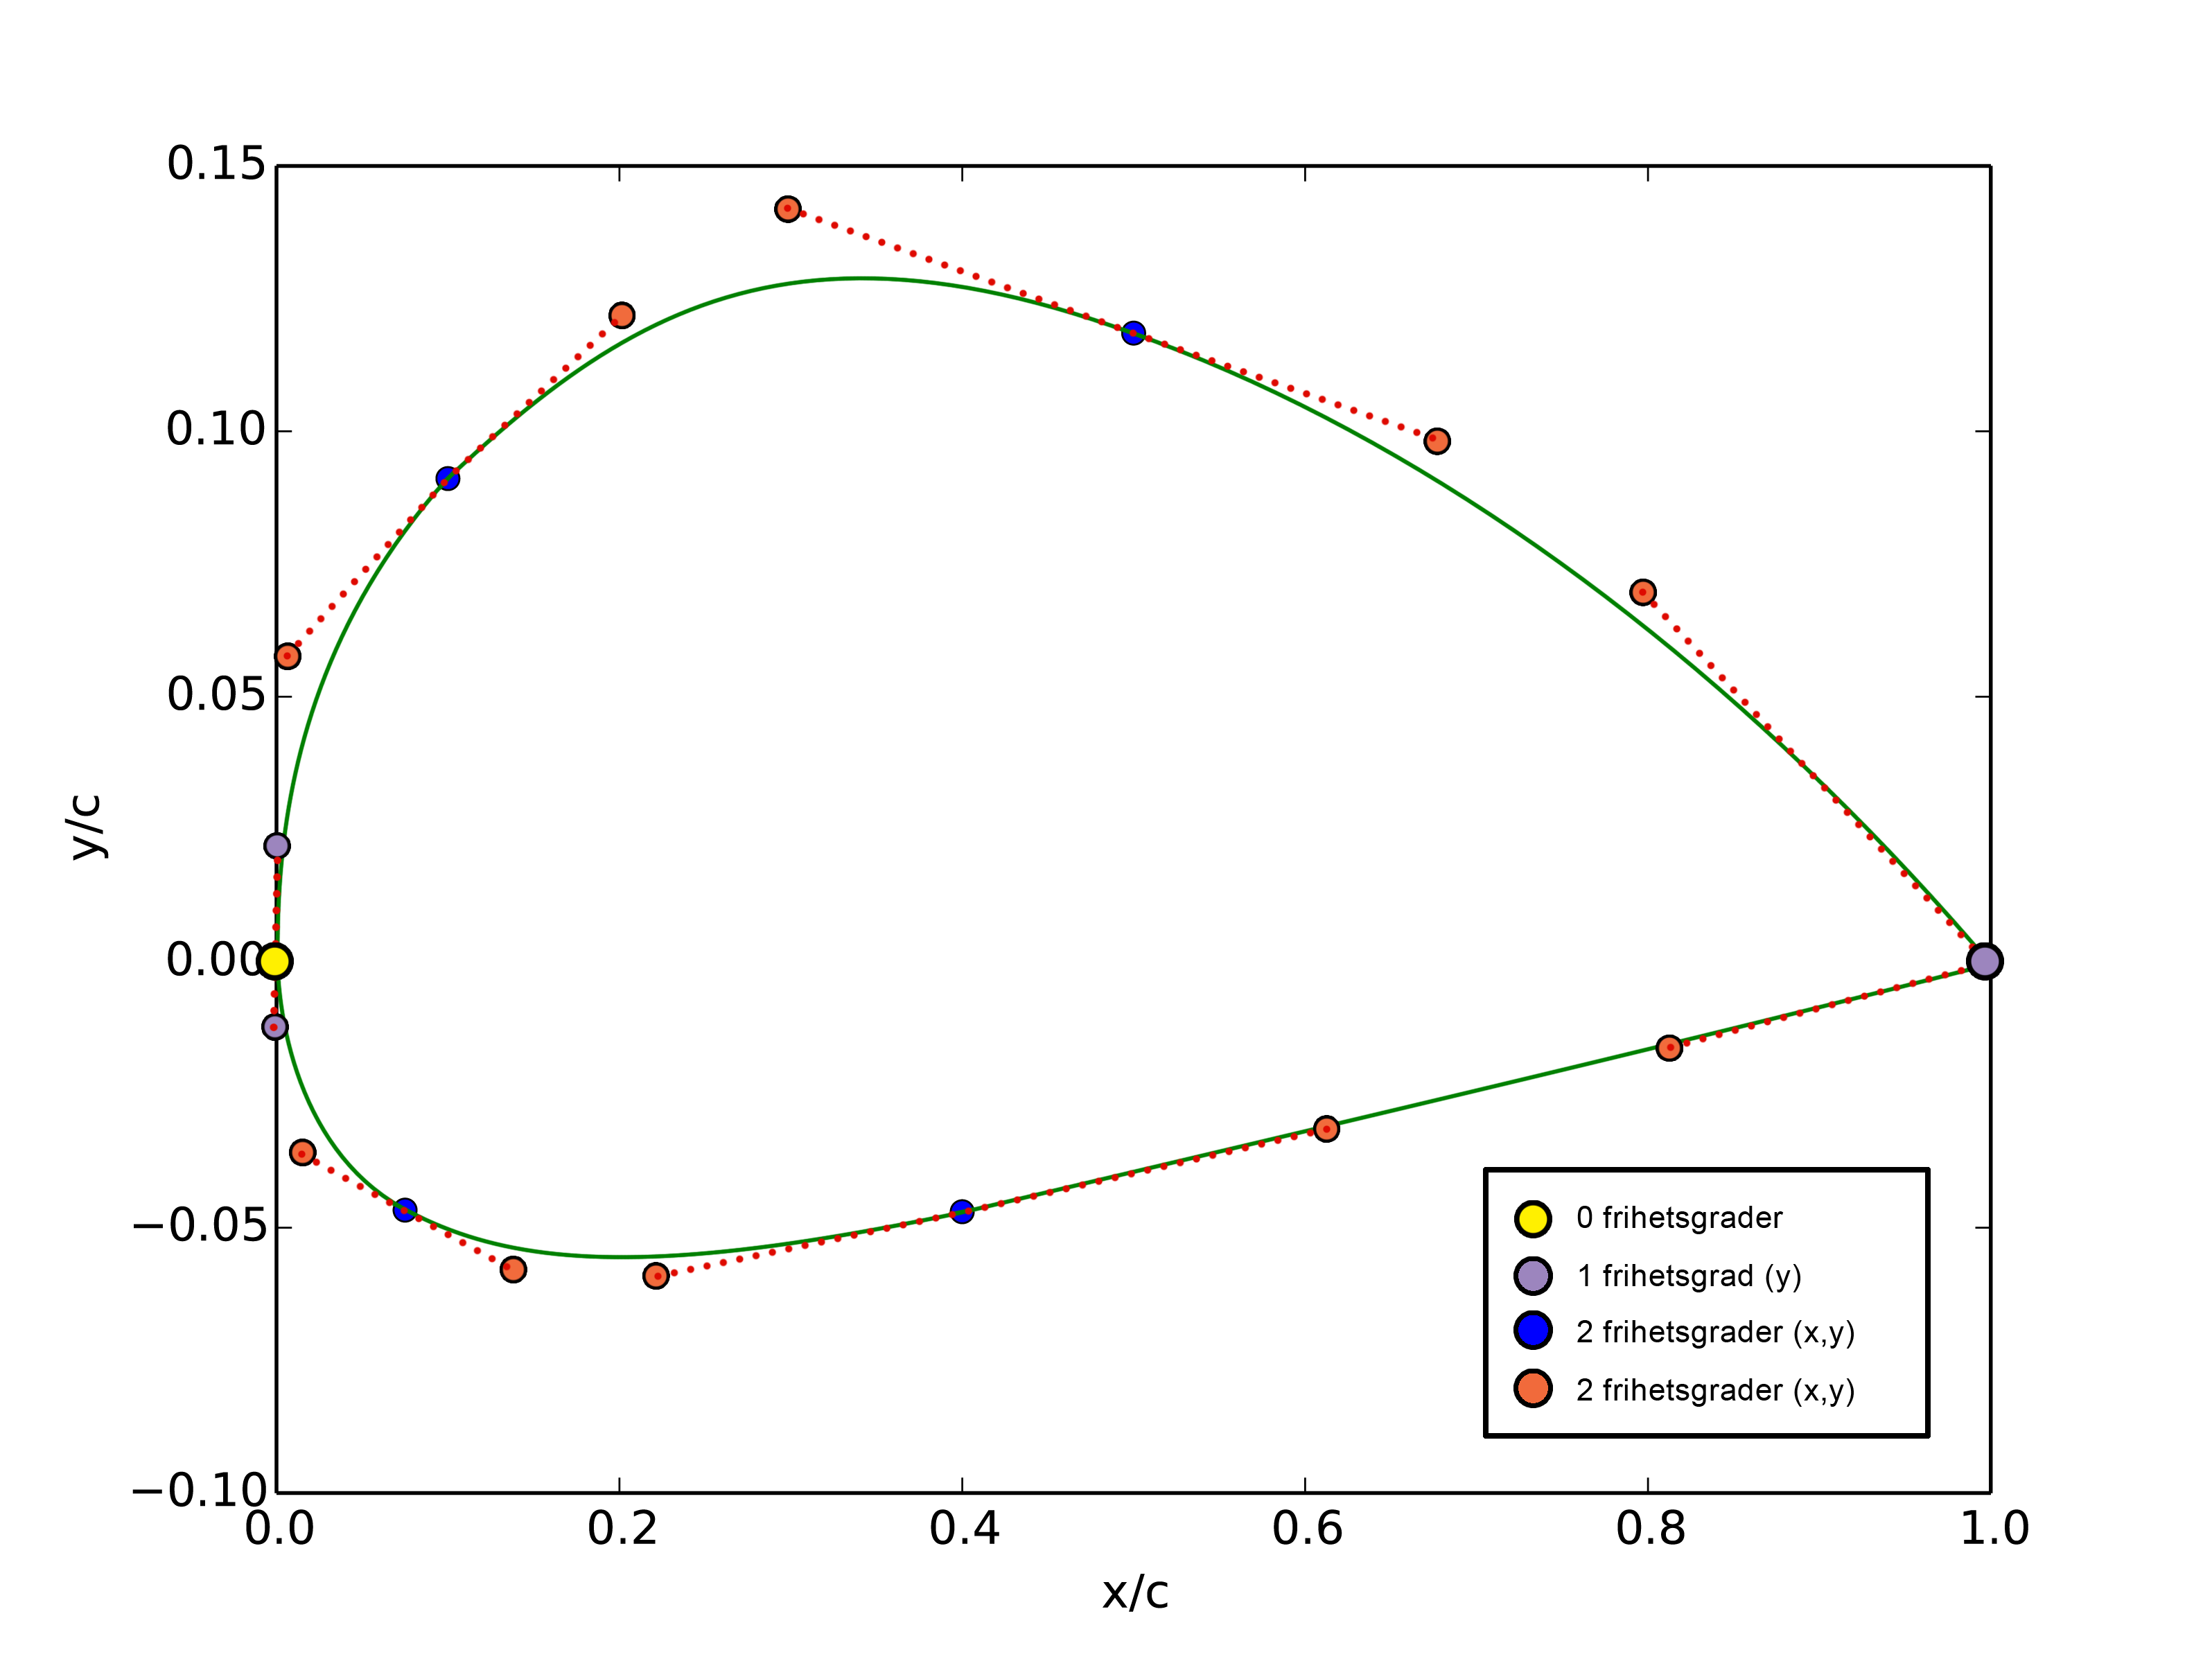 0.15
0.10
0.05
0.00
−0.05
−0.10
y/c
0 frihetsgrader
1 frihetsgrad (y)
2 frihetsgrader (x,y)
2 frihetsgrader (x,y)
0.0 0.2 0.4 0.6 0.8 1.0
x/c